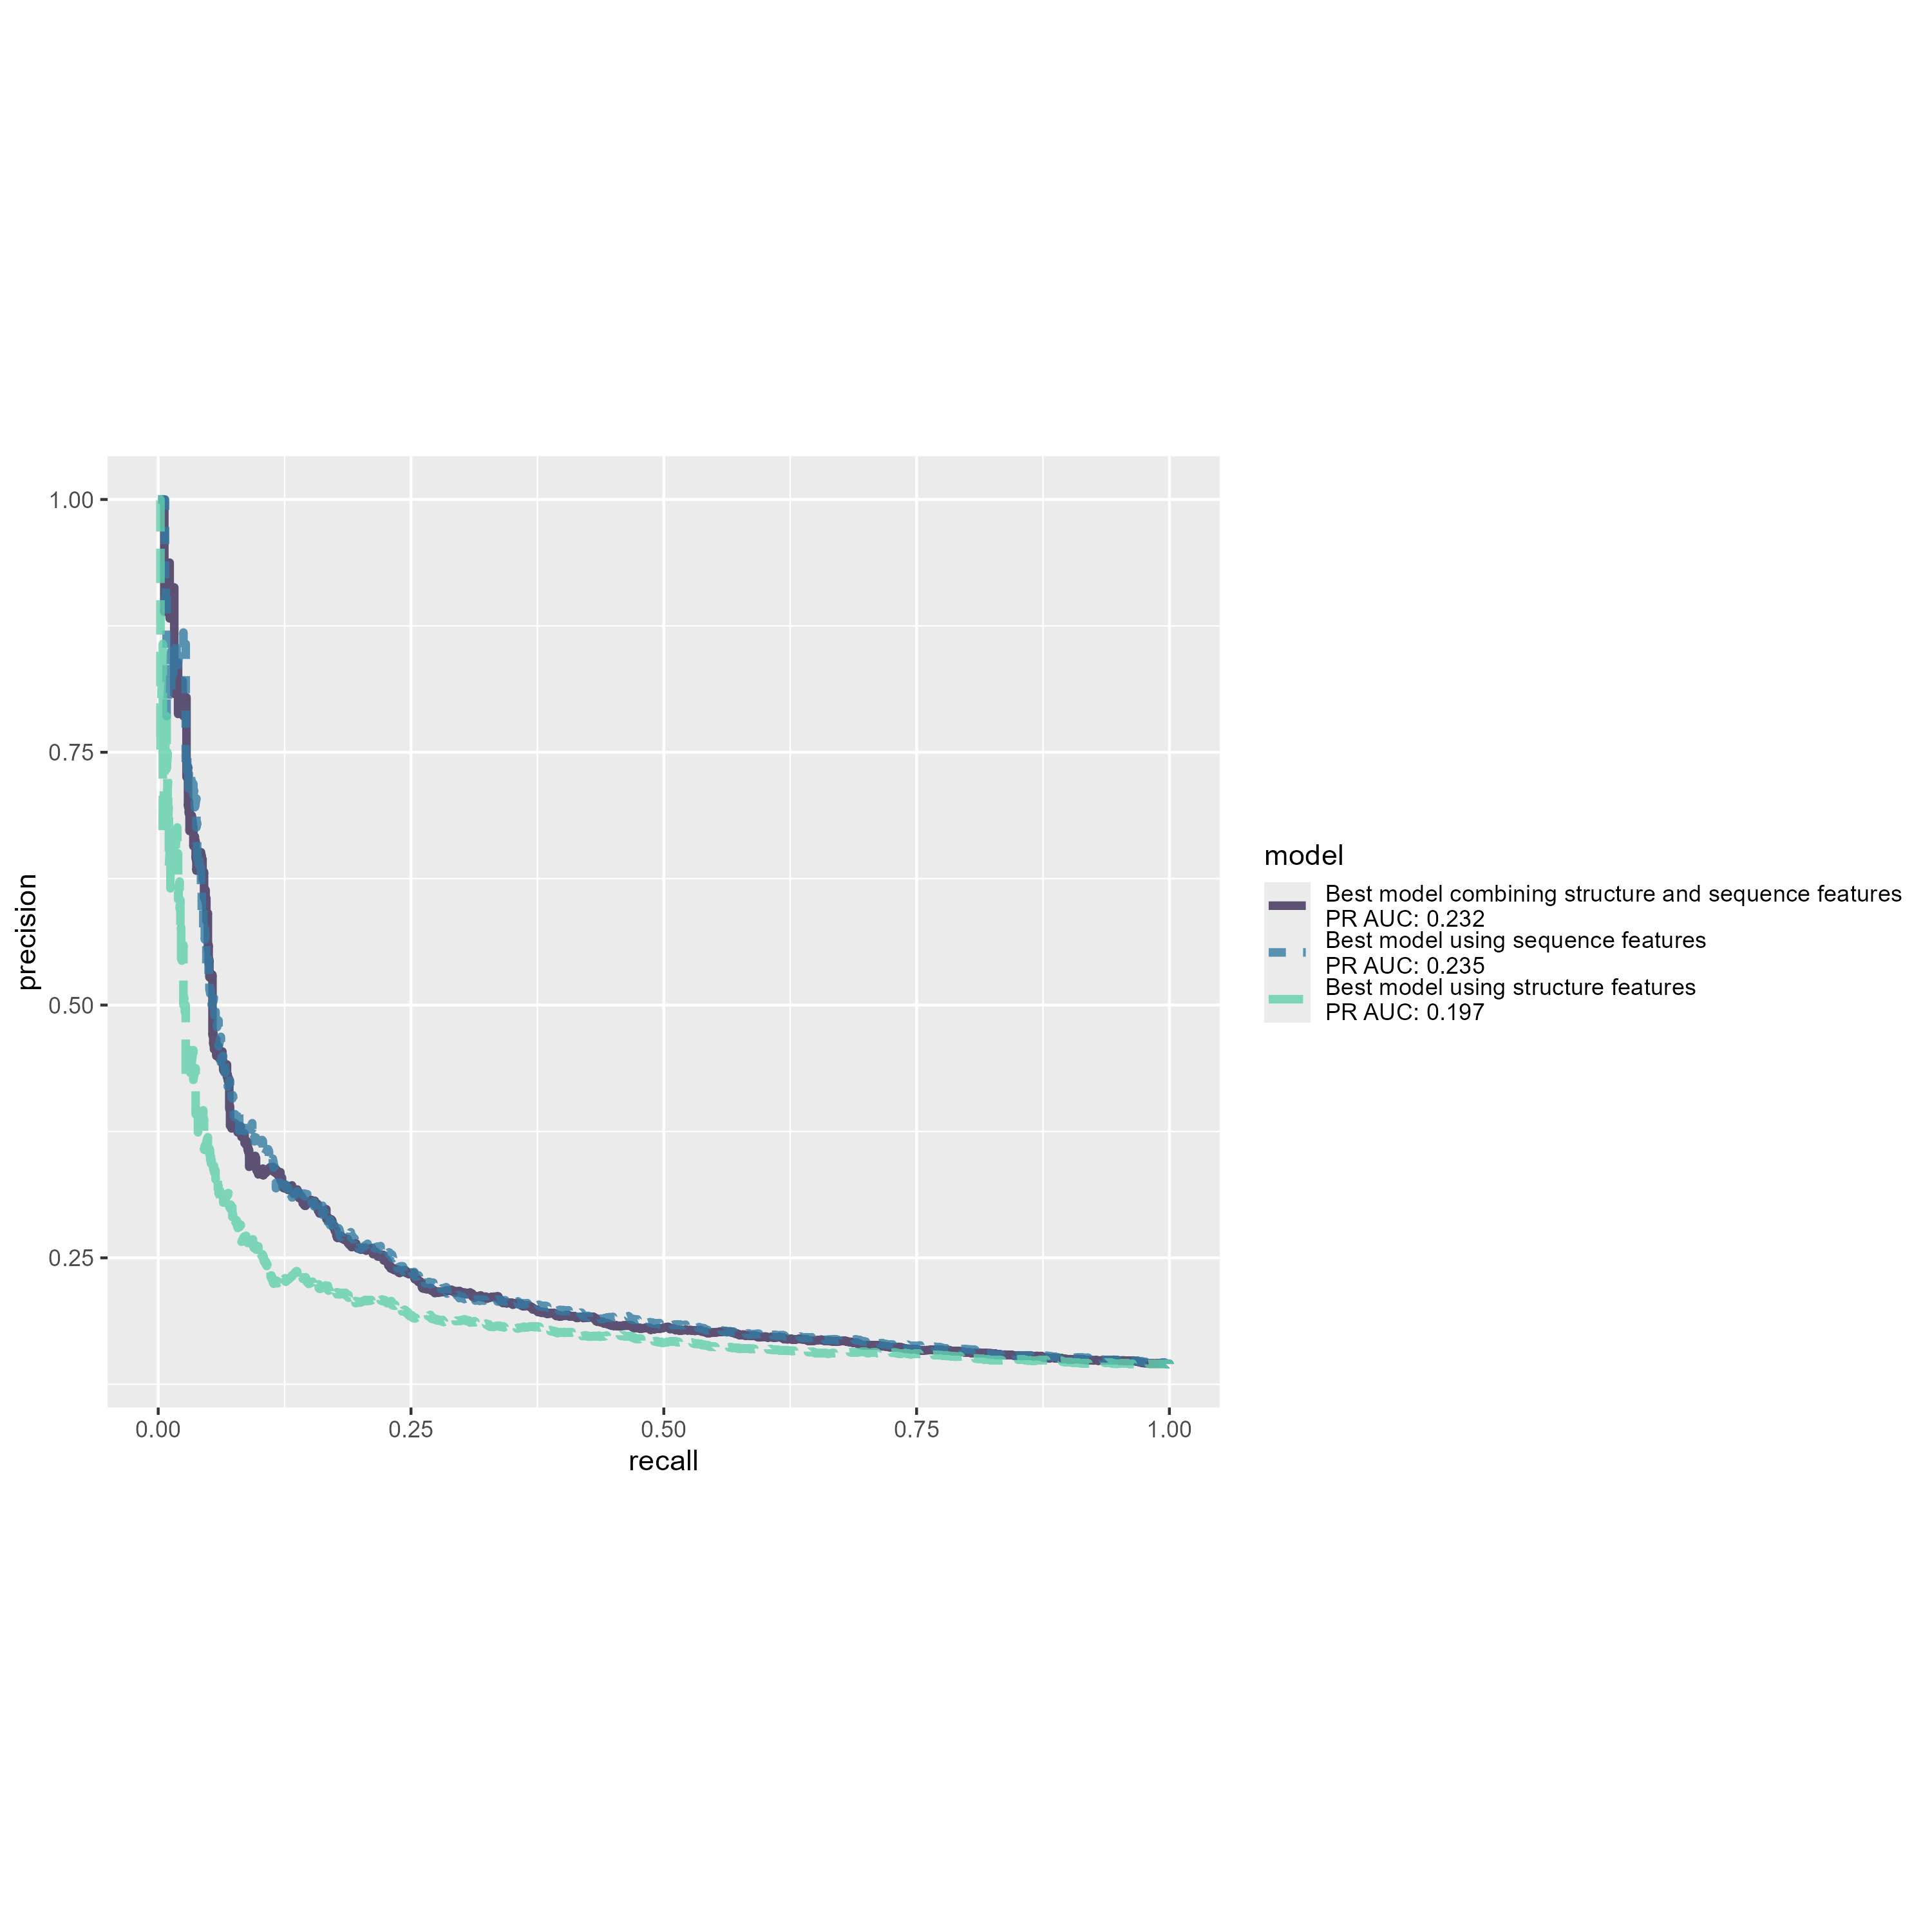 1.00
0.75
0.50
0.25
precision
0.00
0.25
0.50
0.75
1.00
recall
model
Best model combining structure and sequence features
PR AUC: 0.232
Best model using sequence features
PR AUC: 0.235
Best model using structure features
PR AUC: 0.197